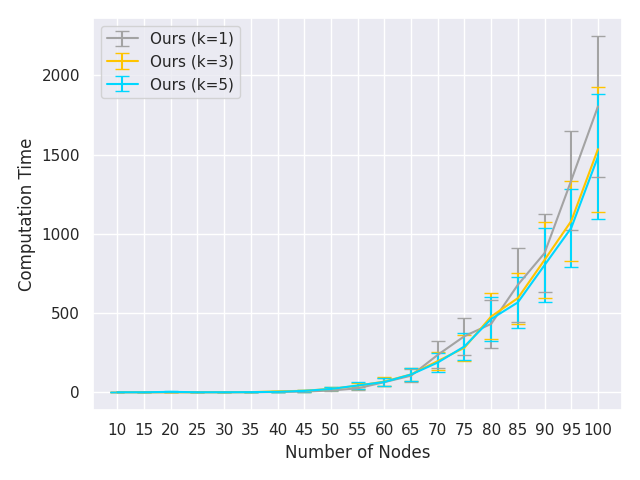 Ours (k=1)
Ours (k=3)
Ours (k=5)
2000
1500
1000
500
0
Computation Time
10 15 20 25 30 35 40 45 50 55 60 65 70 75 80 85 90 95 100
Number of Nodes